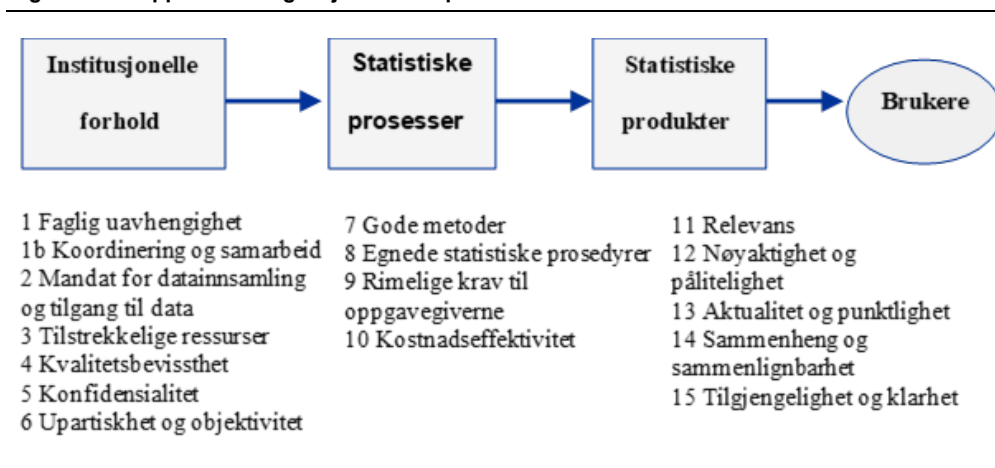 Institusjonelle
forhold
Statistiske
prosesser
Statistiske
produkter
Brukere
1 Faglig uavhengighet
1b Koordinering og samarbeid
2 Mandat for datainnsamling
og tilgang til data
3 Tilstrekkelige ressurser
4 Kvalitetsbevissthet
5 Konfidensialitet
6 Upartiskhet og objektivitet
7 Gode metoder
8 Egnede statistiske prosedyrer
9 Rimelige krav til
oppgavegiverne
10 Kostnadseffektivitet
11 Relevans
12 Nøyaktighet og
pålitelighet
13 Aktualitet og punktlighet
14 Sammenheng og
sammenlignbarhet
15 Tilgjengelighet og klarhet